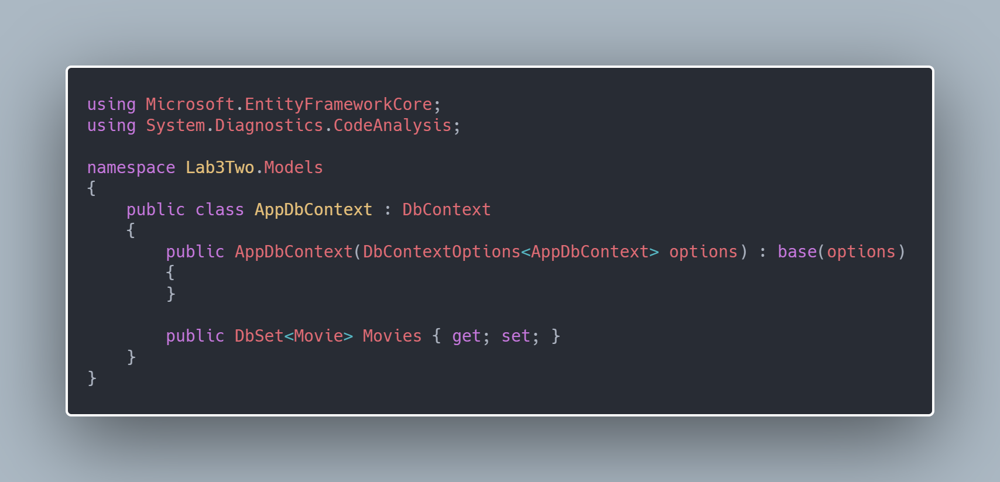 using Microsoft.EntityFrameworkCore;
using System.Diagnostics.CodeAnalysis;

namespace Lab3Two.Models
{
    public class AppDbContext : DbContext
    {
        public AppDbContext(DbContextOptions<AppDbContext> options) : base(options)
        {
        }

        public DbSet<Movie> Movies { get; set; }
    }
}